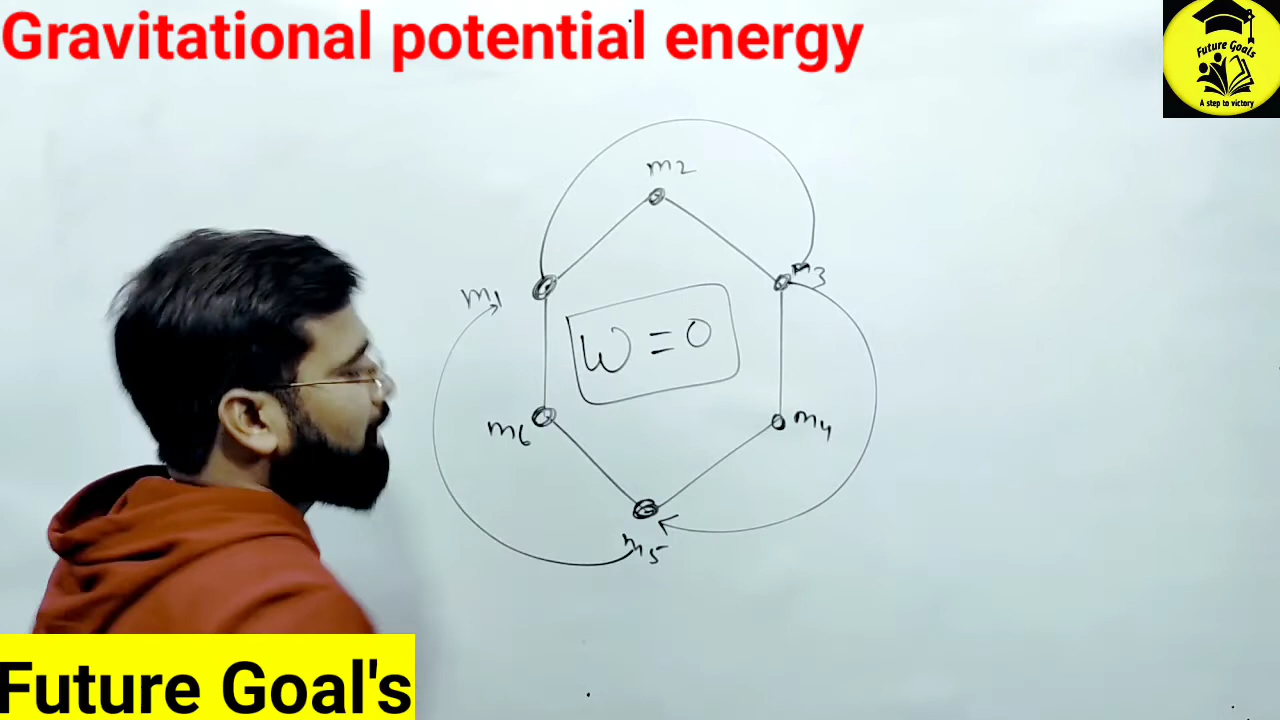 Gravitational potential energy
Future Goals
A step to victory
m2
m3
m1
W = 0
m6
m4
m5
Future Goal's